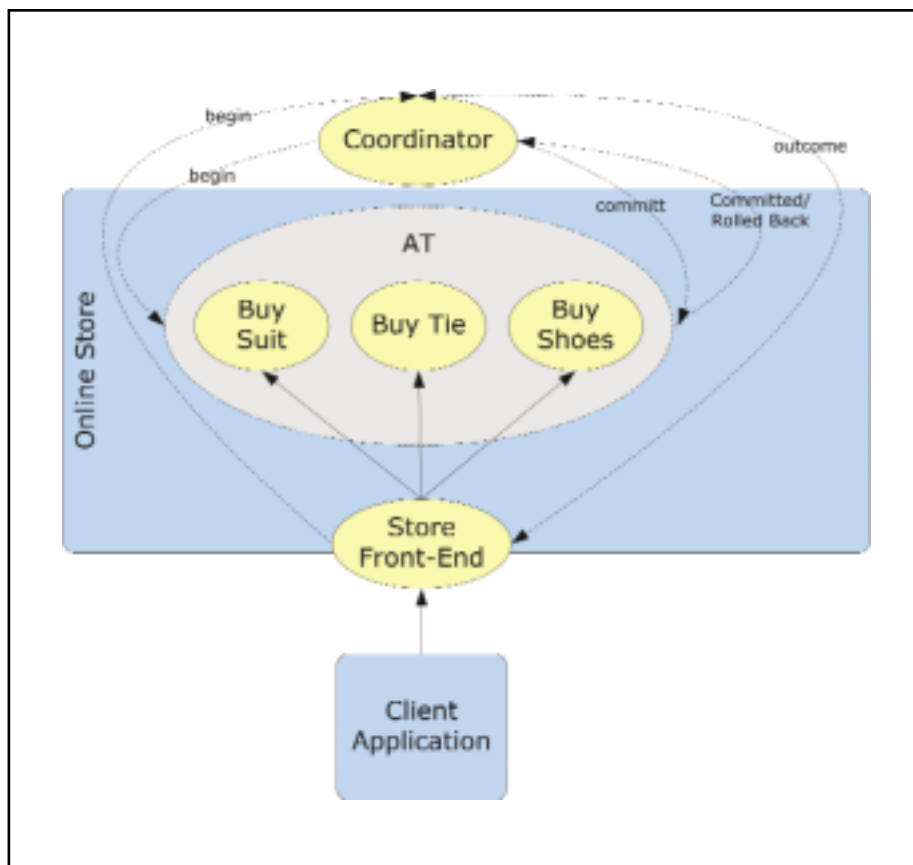 begin
Coordinator
outcome
begin
committ
Committed/
Rolled Back
AT
Online Store
Buy
Suit
Buy Tie
Buy
Shoes
Store
Front-End
Client
Application